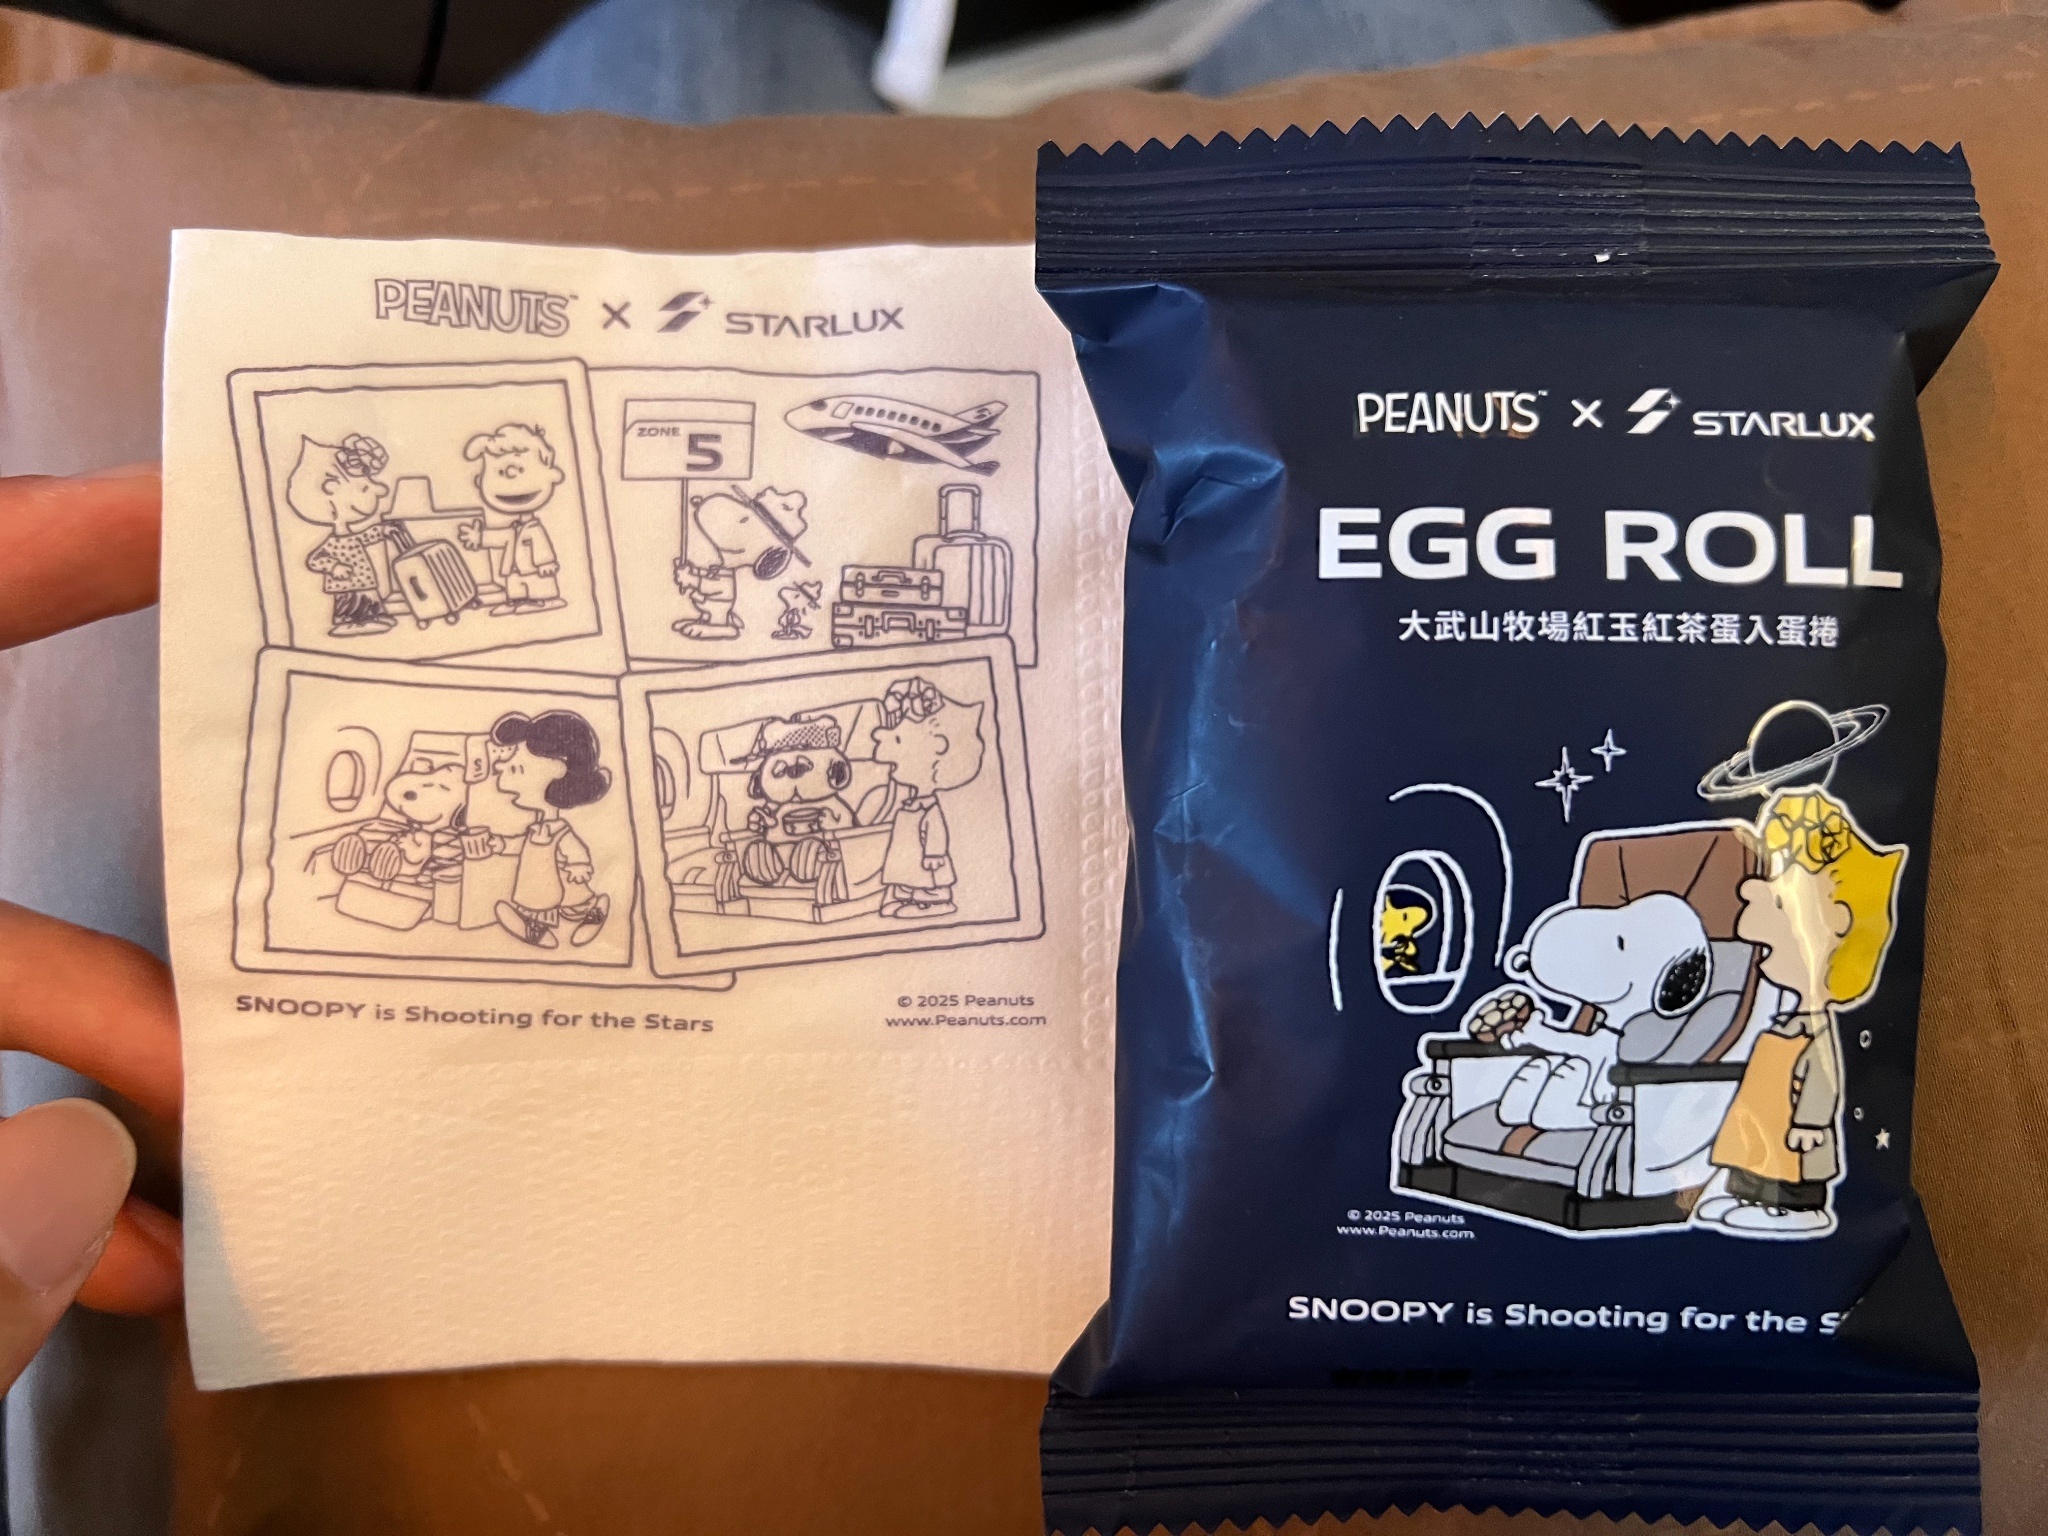 PEANUTS™ × STARLUX
ZONE
5
SNOOPY is Shooting for the Stars
© 2025 Peanuts
www.Peanuts.com
PEANUTS™ × STARLUX
EGG ROLL
大武山牧場紅玉紅茶蛋入蛋捲
© 2025 Peanuts
www.Peanuts.com
SNOOPY is Shooting for the